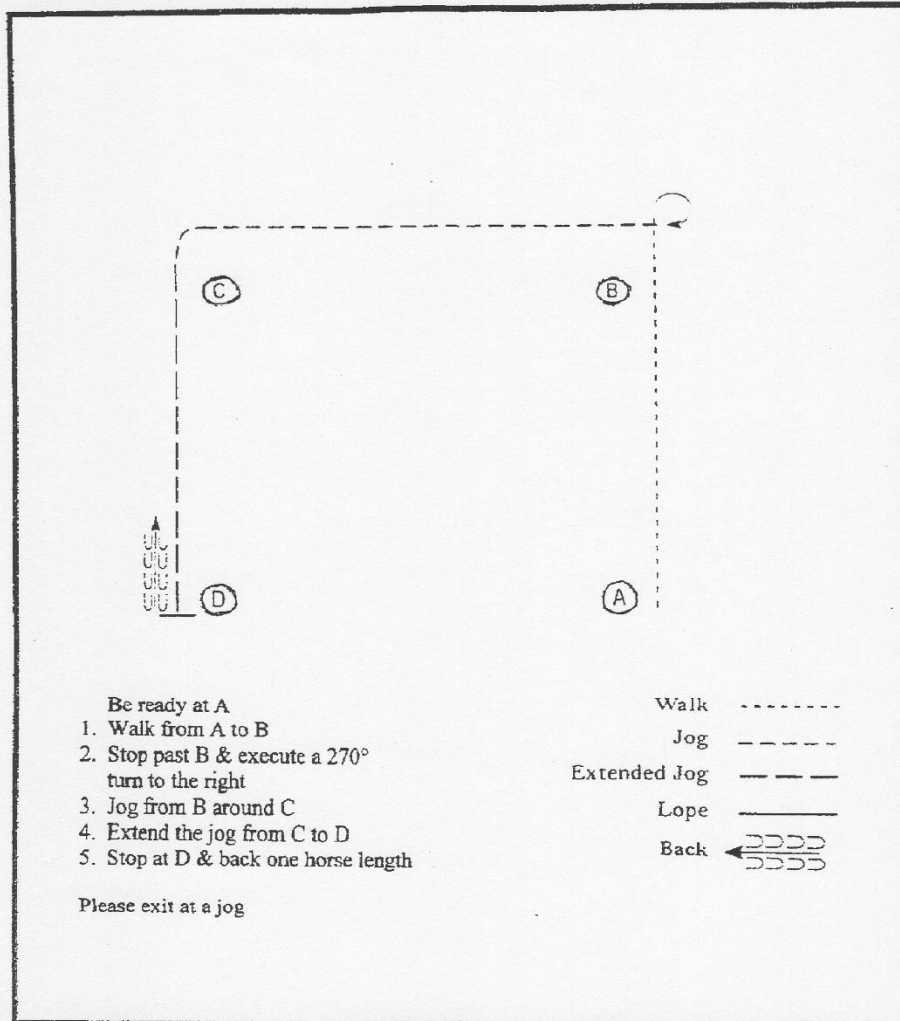 C
B
D
A
Be ready at A
1. Walk from A to B
2. Stop past B & execute a 270°
turn to the right
3. Jog from B around C
4. Extend the jog from C to D
5. Stop at D & back one horse length
Please exit at a jog
Walk
Jog
Extended Jog
Lope
Back